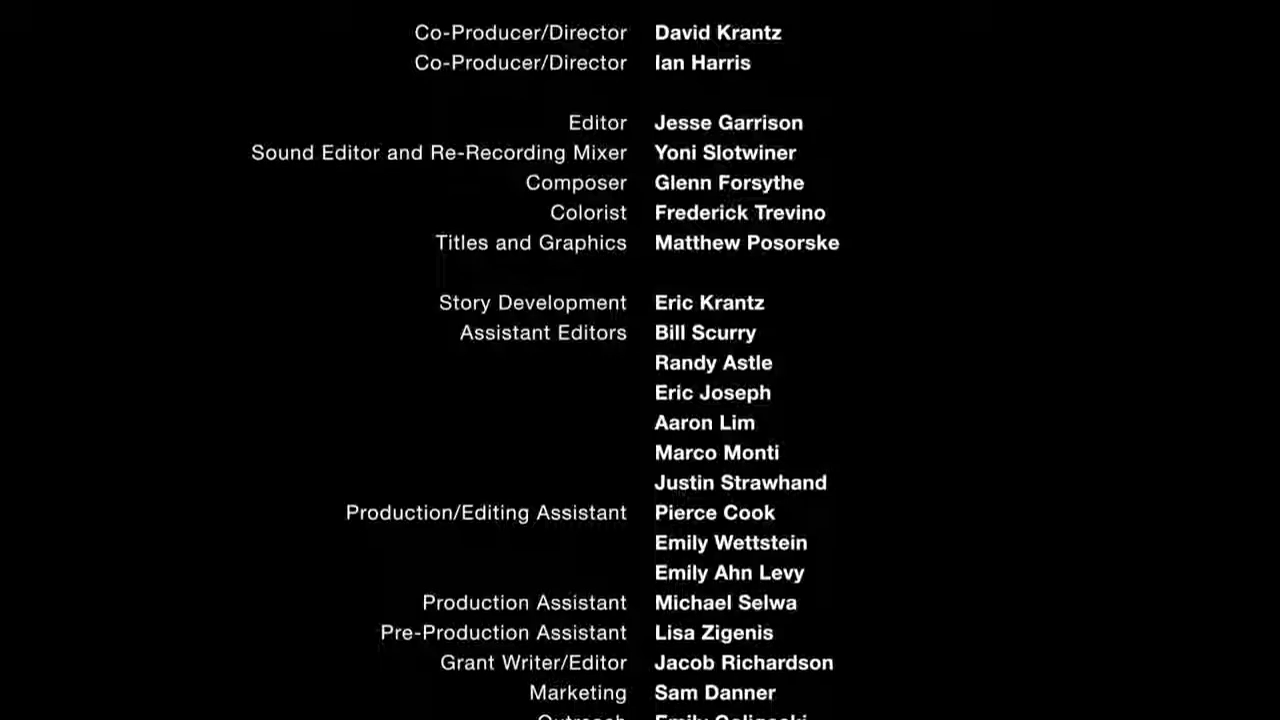 Co-Producer/Director David Krantz
Co-Producer/Director Ian Harris
Editor Jesse Garrison
Sound Editor and Re-Recording Mixer Yoni Slotwiner
Composer Glenn Forsythe
Colorist Frederick Trevino
Titles and Graphics Matthew Posorske
Story Development Eric Krantz
Assistant Editors Bill Scurry
Randy Astle
Eric Joseph
Aaron Lim
Marco Monti
Justin Strawhand
Production/Editing Assistant Pierce Cook
Emily Wettstein
Emily Ahn Levy
Production Assistant Michael Selwa
Pre-Production Assistant Lisa Zigenis
Grant Writer/Editor Jacob Richardson
Marketing Sam Danner
Outreach Emily